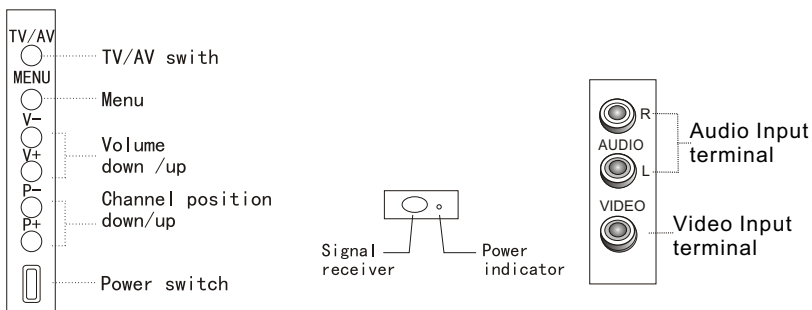 TV/AV
TV/AV swith
MENU
Menu
V-
V+
Volume
down /up
P-
P+
Channel position
down/up
Power switch
Signal
receiver
Power
indicator
R
AUDIO
L
Audio Input
terminal
VIDEO
Video Input
terminal